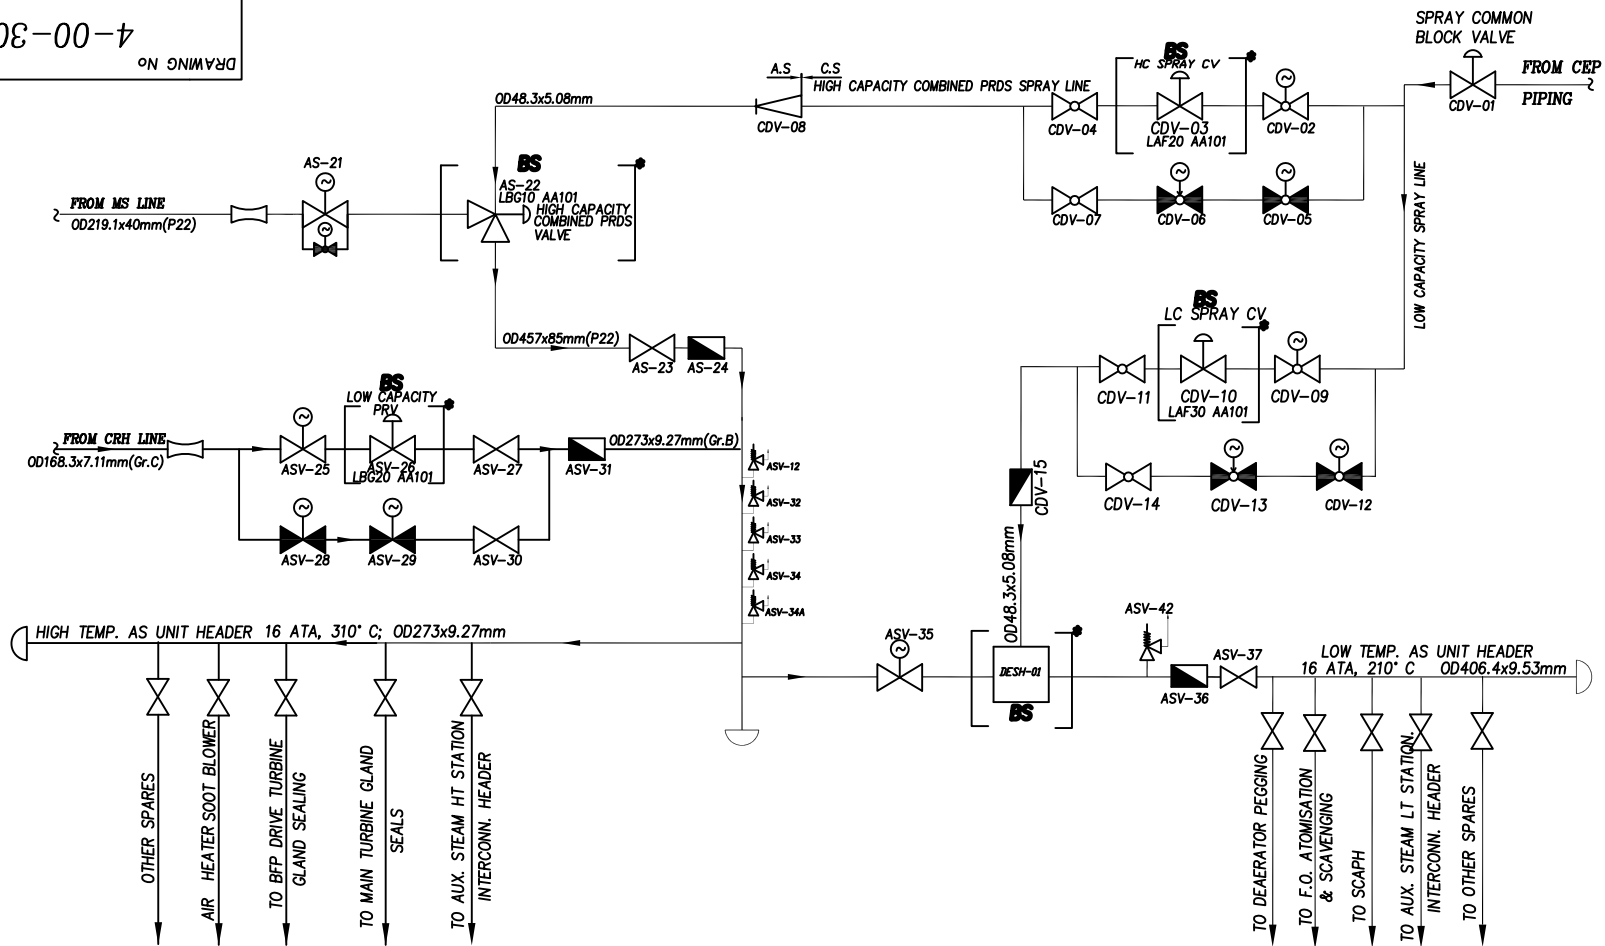 4-00-30
DRAWING No
SPRAY COMMON
BLOCK VALVE
FROM CEP
PIPING
CDV-01
A.S
C.S
HIGH CAPACITY COMBINED PRDS SPRAY LINE
OD48.3x5.08mm
CDV-08
BS
HC SPRAY CV
CDV-04
CDV-03
LAF20 AA101
CDV-02
CDV-07
CDV-06
CDV-05
LOW CAPACITY SPRAY LINE
AS-21
FROM MS LINE
OD219.1x40mm(P22)
BS
AS-22
LBG10 AA101
HIGH CAPACITY
COMBINED PRDS
VALVE
OD457x85mm(P22)
AS-23
AS-24
BS
LC SPRAY CV
CDV-11
CDV-10
LAF30 AA101
CDV-09
CDV-14
CDV-13
CDV-12
CDV-15
OD48.3x5.08mm
BS
LOW CAPACITY
PRV
FROM CRH LINE
OD168.3x7.11mm(Gr.C)
ASV-25
ASV-26
LBG20 AA101
ASV-27
ASV-31
OD273x9.27mm(Gr.B)
ASV-28
ASV-29
ASV-30
ASV-12
ASV-32
ASV-33
ASV-34
ASV-34A
HIGH TEMP. AS UNIT HEADER 16 ATA, 310° C; OD273x9.27mm
ASV-35
DESH-01
BS
ASV-42
ASV-36
ASV-37
LOW TEMP. AS UNIT HEADER
16 ATA, 210° C OD406.4x9.53mm
OTHER SPARES
AIR HEATER SOOT BLOWER
TO BFP DRIVE TURBINE
GLAND SEALING
TO MAIN TURBINE GLAND
SEALS
TO AUX. STEAM HT STATION
INTERCONN. HEADER
TO DEAERATOR PEGGING
TO F.O. ATOMISATION
& SCAVENGING
TO SCAPH
TO AUX. STEAM LT STATION.
INTERCONN. HEADER
TO OTHER SPARES